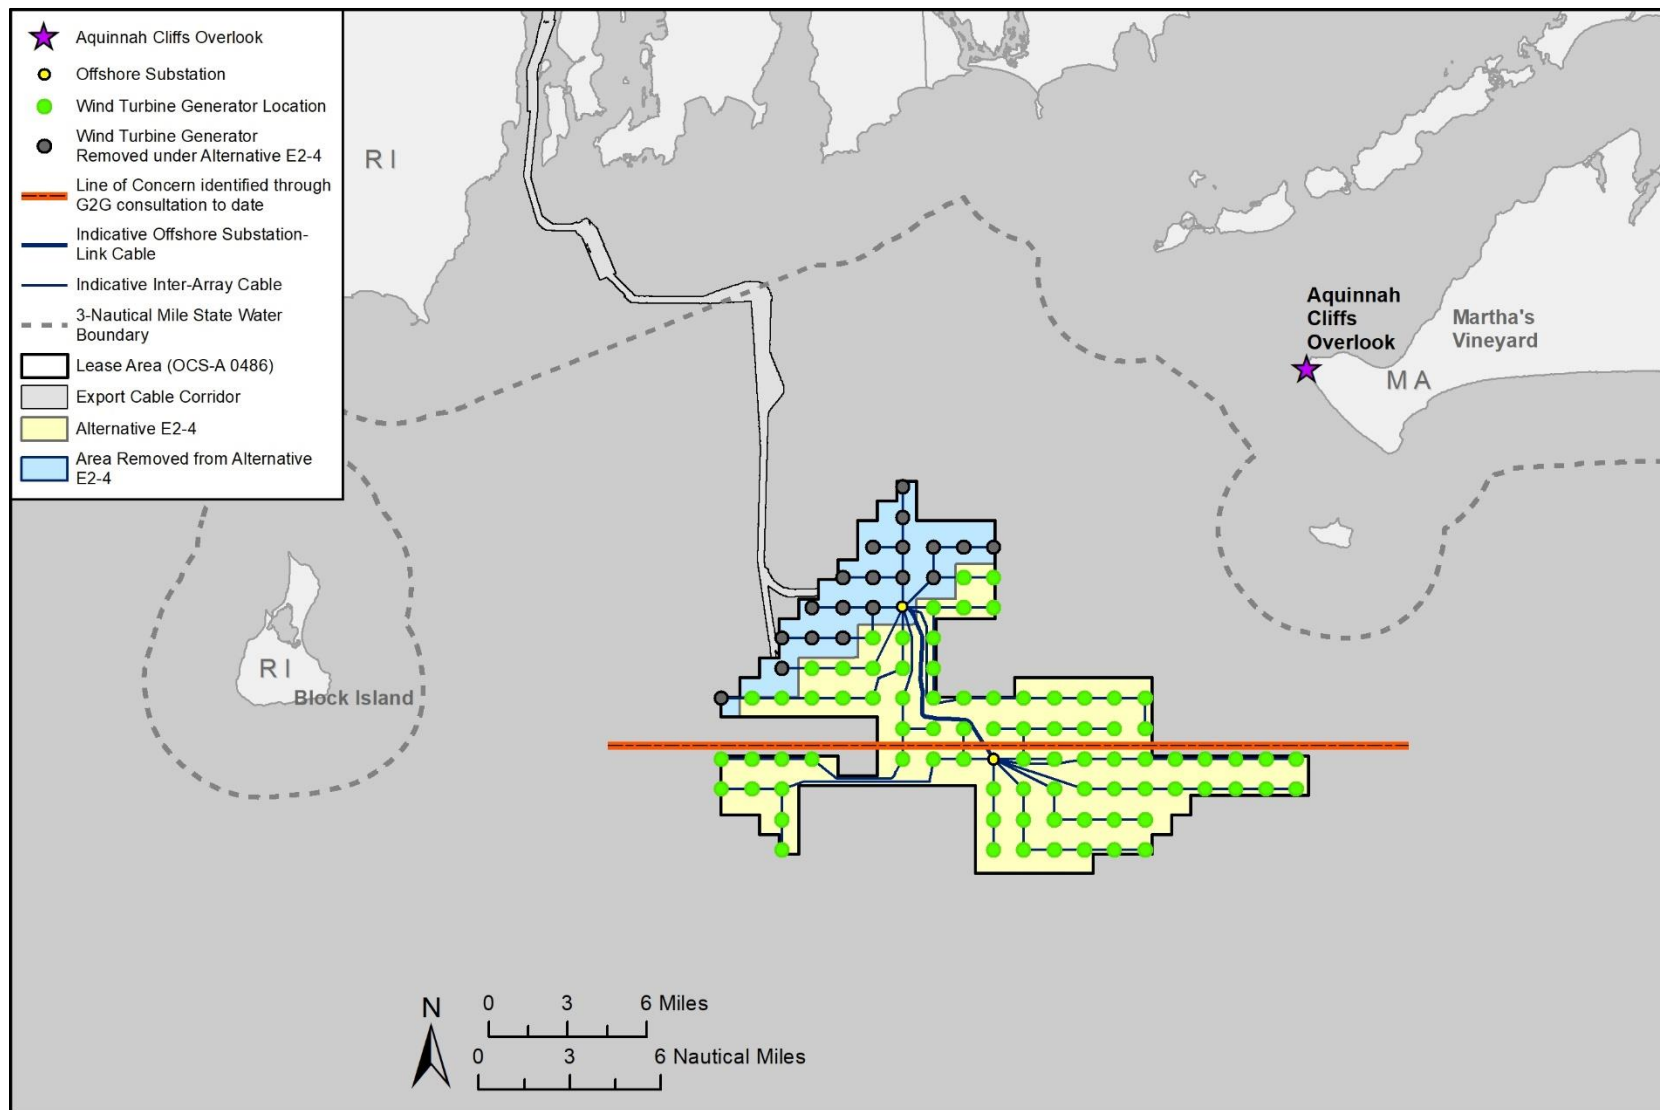 Aquinnah Cliffs Overlook
Offshore Substation
Wind Turbine Generator Location
Wind Turbine Generator
Removed under Alternative E2-4
Line of Concern identified through
G2G consultation to date
Indicative Offshore Substation-
Link Cable
Indicative Inter-Array Cable
3-Nautical Mile State Water
Boundary
Lease Area (OCS-A 0486)
Export Cable Corridor
Alternative E2-4
Area Removed from Alternative
E2-4
RI
Aquinnah
Cliffs
Overlook
Martha's
Vineyard
MA
RI
Block Island
N
0 3 6 Miles
0 3 6 Nautical Miles